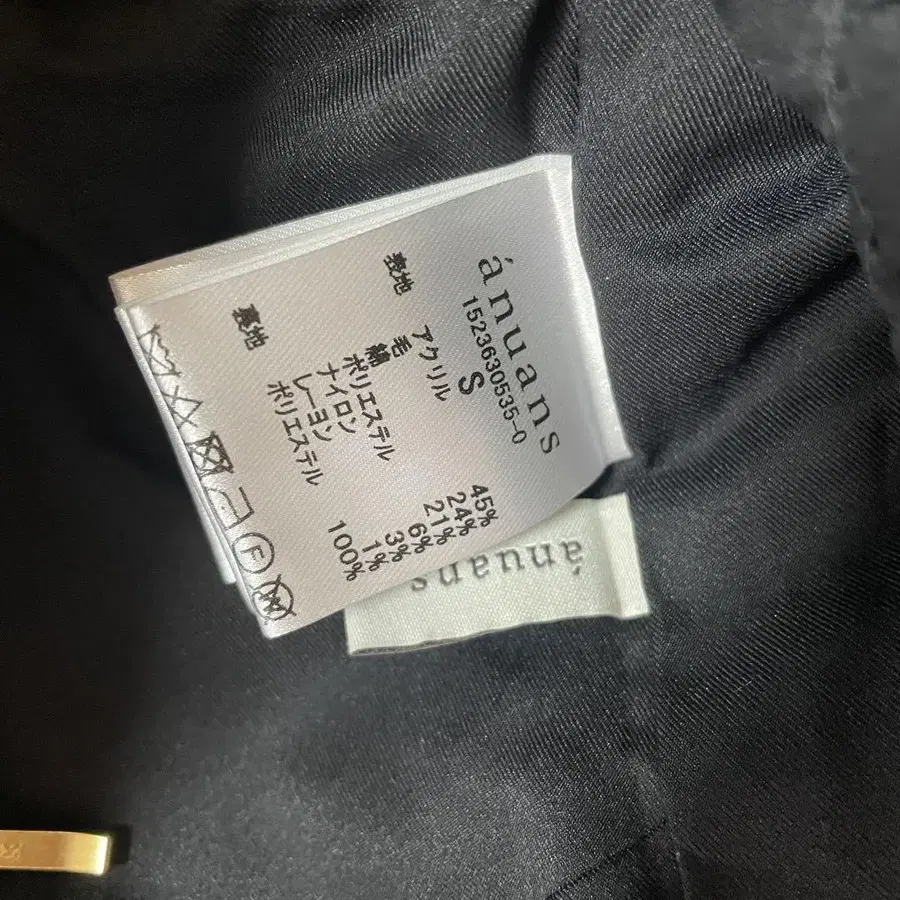 ánuans
1523630535-0
S
表地 アクリル 45%
毛 24%
綿 21%
ポリエステル 6%
ナイロン 3%
レーヨン 1%
裏地 ポリエステル 100%
F
W
ánuans